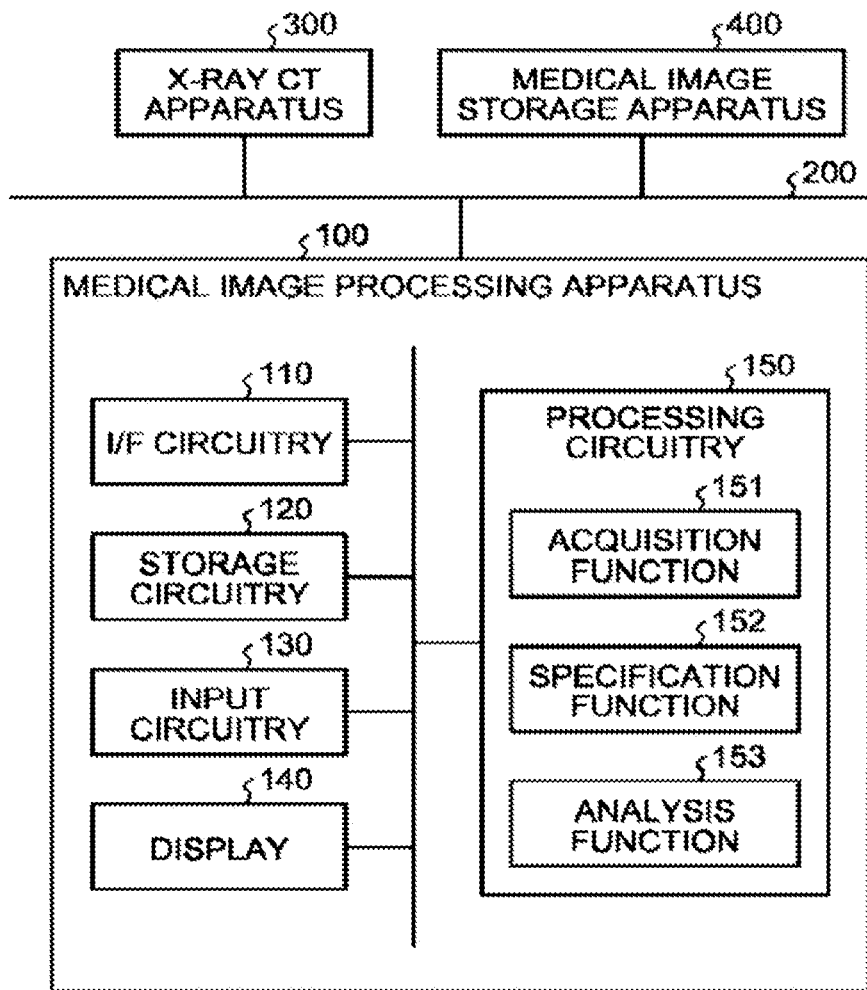 300
X-RAY CT
APPARATUS
400
MEDICAL IMAGE
STORAGE APPARATUS
200
100
MEDICAL IMAGE PROCESSING APPARATUS
110
I/F CIRCUITRY
120
STORAGE
CIRCUITRY
130
INPUT
CIRCUITRY
140
DISPLAY
150
PROCESSING
CIRCUITRY
151
ACQUISITION
FUNCTION
152
SPECIFICATION
FUNCTION
153
ANALYSIS
FUNCTION